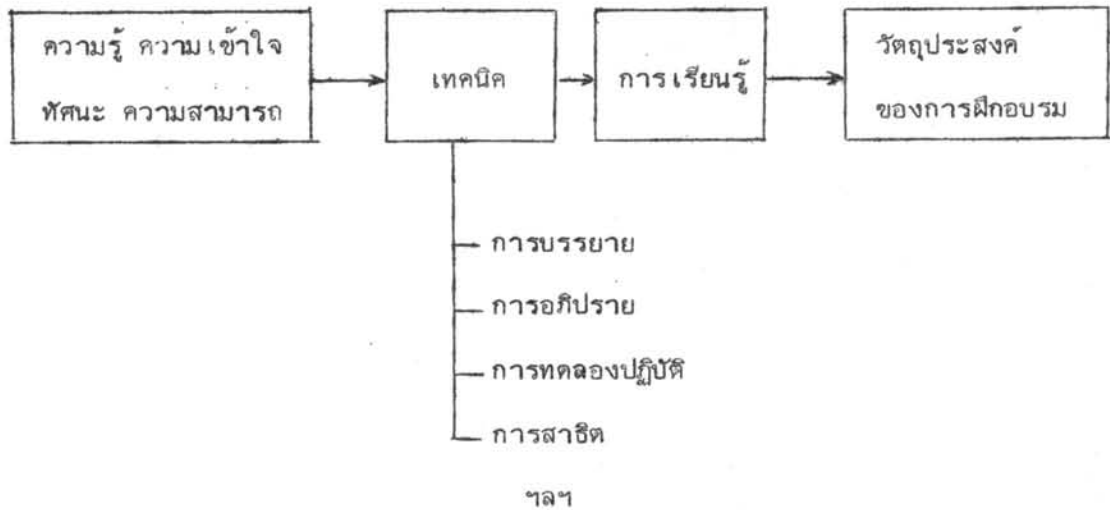 ความรู้ ความเข้าใจ
ทัศนะ ความสามารถ
เทคนิค
การเรียนรู้
วัตถุประสงค์
ของการฝึกอบรม
การบรรยาย
การอภิปราย
การทดลองปฏิบัติ
การสาธิต
ฯลฯ